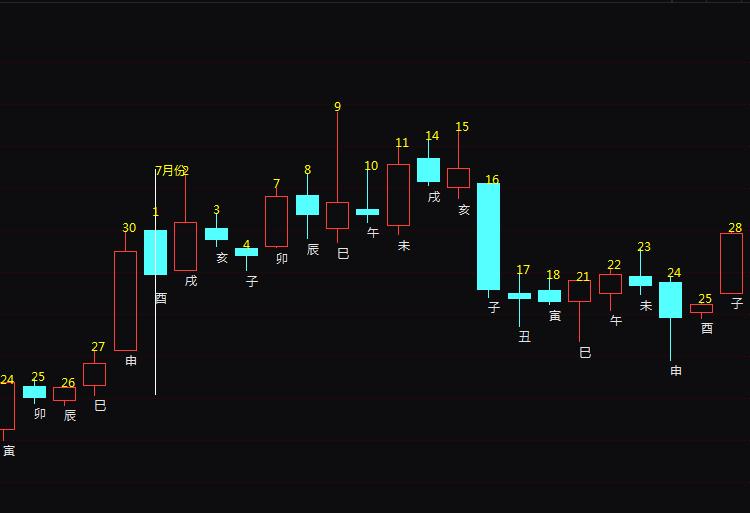 24
寅
25
卯
26
辰
27
巳
30
申
7月份
1
酉
2
戌
3
亥
4
子
7
卯
8
辰
9
巳
10
午
11
未
14
戌
15
亥
16
子
17
丑
18
寅
21
巳
22
午
23
未
24
申
25
酉
28
子